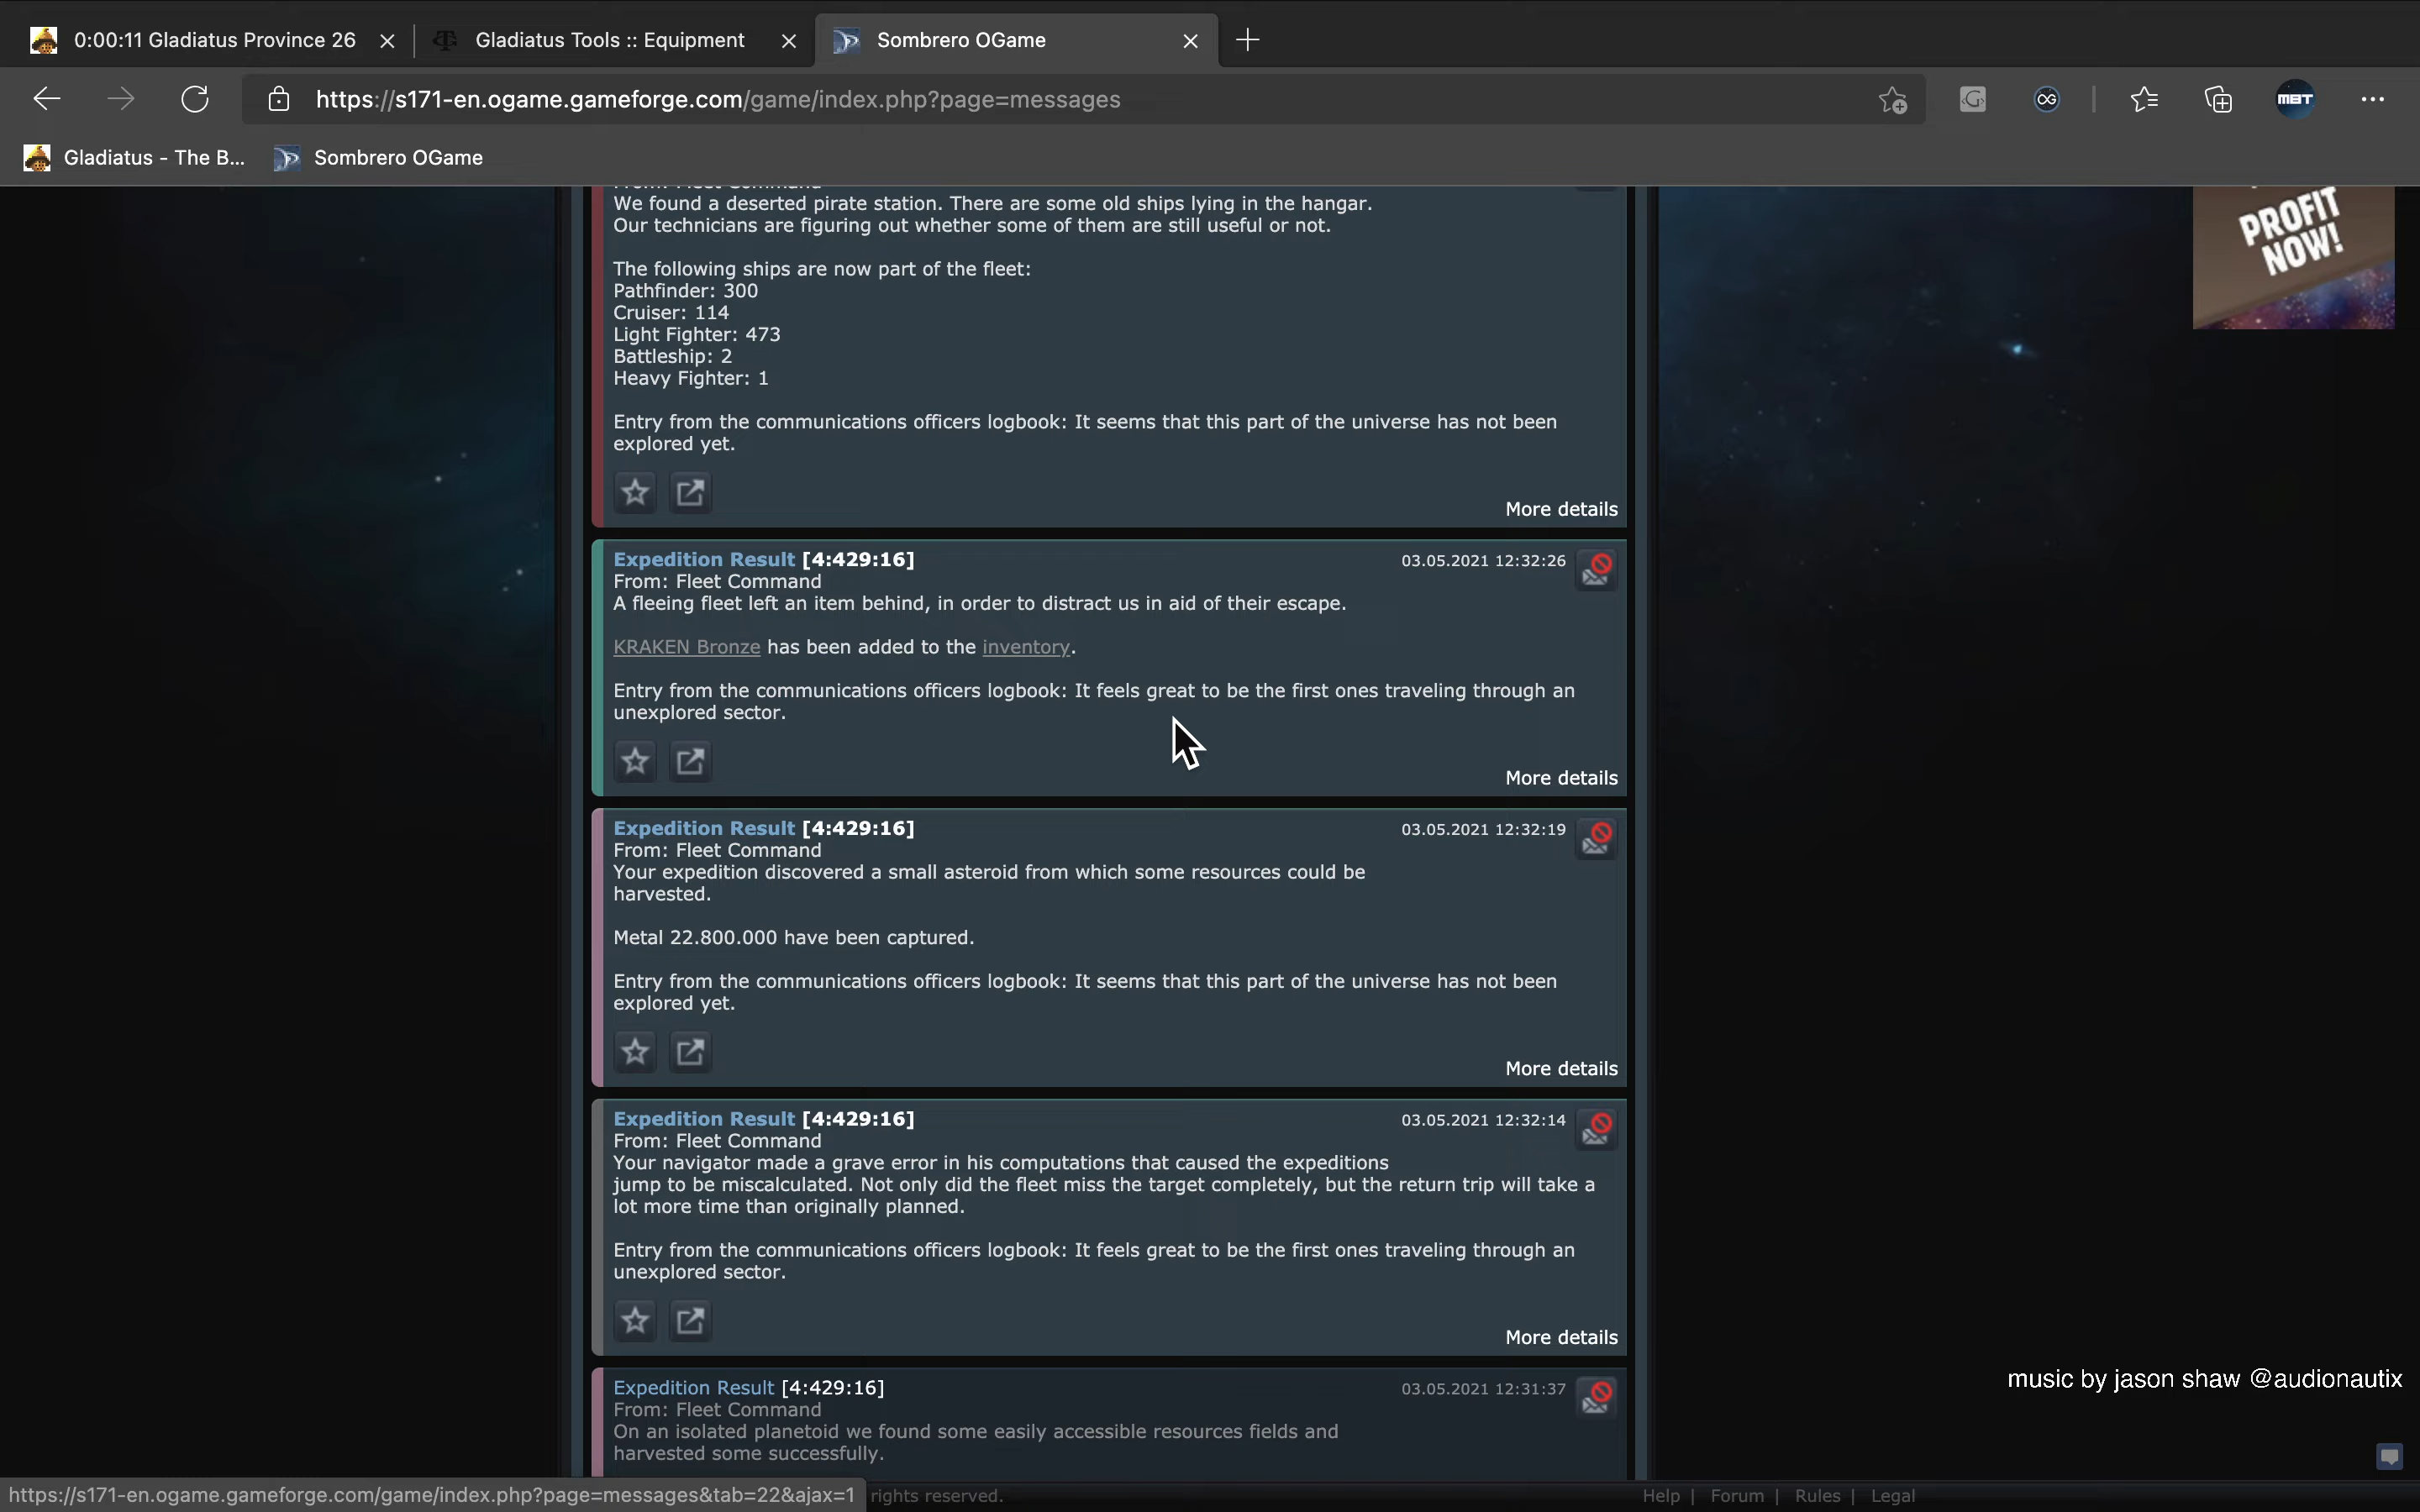 0:00:11 Gladiatus Province 26
Gladiatus Tools :: Equipment
Sombrero OGame
https://s171-en.ogame.gameforge.com/game/index.php?page=messages
MBT
Gladiatus - The B...
Sombrero OGame
PROFIT
NOW!
From: Fleet Command
We found a deserted pirate station. There are some old ships lying in the hangar.
Our technicians are figuring out whether some of them are still useful or not.
The following ships are now part of the fleet:
Pathfinder: 300
Cruiser: 114
Light Fighter: 473
Battleship: 2
Heavy Fighter: 1
Entry from the communications officers logbook: It seems that this part of the universe has not been
explored yet.
More details
Expedition Result [4:429:16] 03.05.2021 12:32:26
From: Fleet Command
A fleeing fleet left an item behind, in order to distract us in aid of their escape.
KRAKEN Bronze has been added to the inventory.
Entry from the communications officers logbook: It feels great to be the first ones traveling through an
unexplored sector.
More details
Expedition Result [4:429:16] 03.05.2021 12:32:19
From: Fleet Command
Your expedition discovered a small asteroid from which some resources could be
harvested.
Metal 22.800.000 have been captured.
Entry from the communications officers logbook: It seems that this part of the universe has not been
explored yet.
More details
Expedition Result [4:429:16] 03.05.2021 12:32:14
From: Fleet Command
Your navigator made a grave error in his computations that caused the expeditions
jump to be miscalculated. Not only did the fleet miss the target completely, but the return trip will take a
lot more time than originally planned.
Entry from the communications officers logbook: It feels great to be the first ones traveling through an
unexplored sector.
More details
Expedition Result [4:429:16] 03.05.2021 12:31:37
From: Fleet Command
On an isolated planetoid we found some easily accessible resources fields and
harvested some successfully.
music by jason shaw @audionautix
https://s171-en.ogame.gameforge.com/game/index.php?page=messages&tab=22&ajax=1
rights reserved.
Help | Forum | Rules | Legal